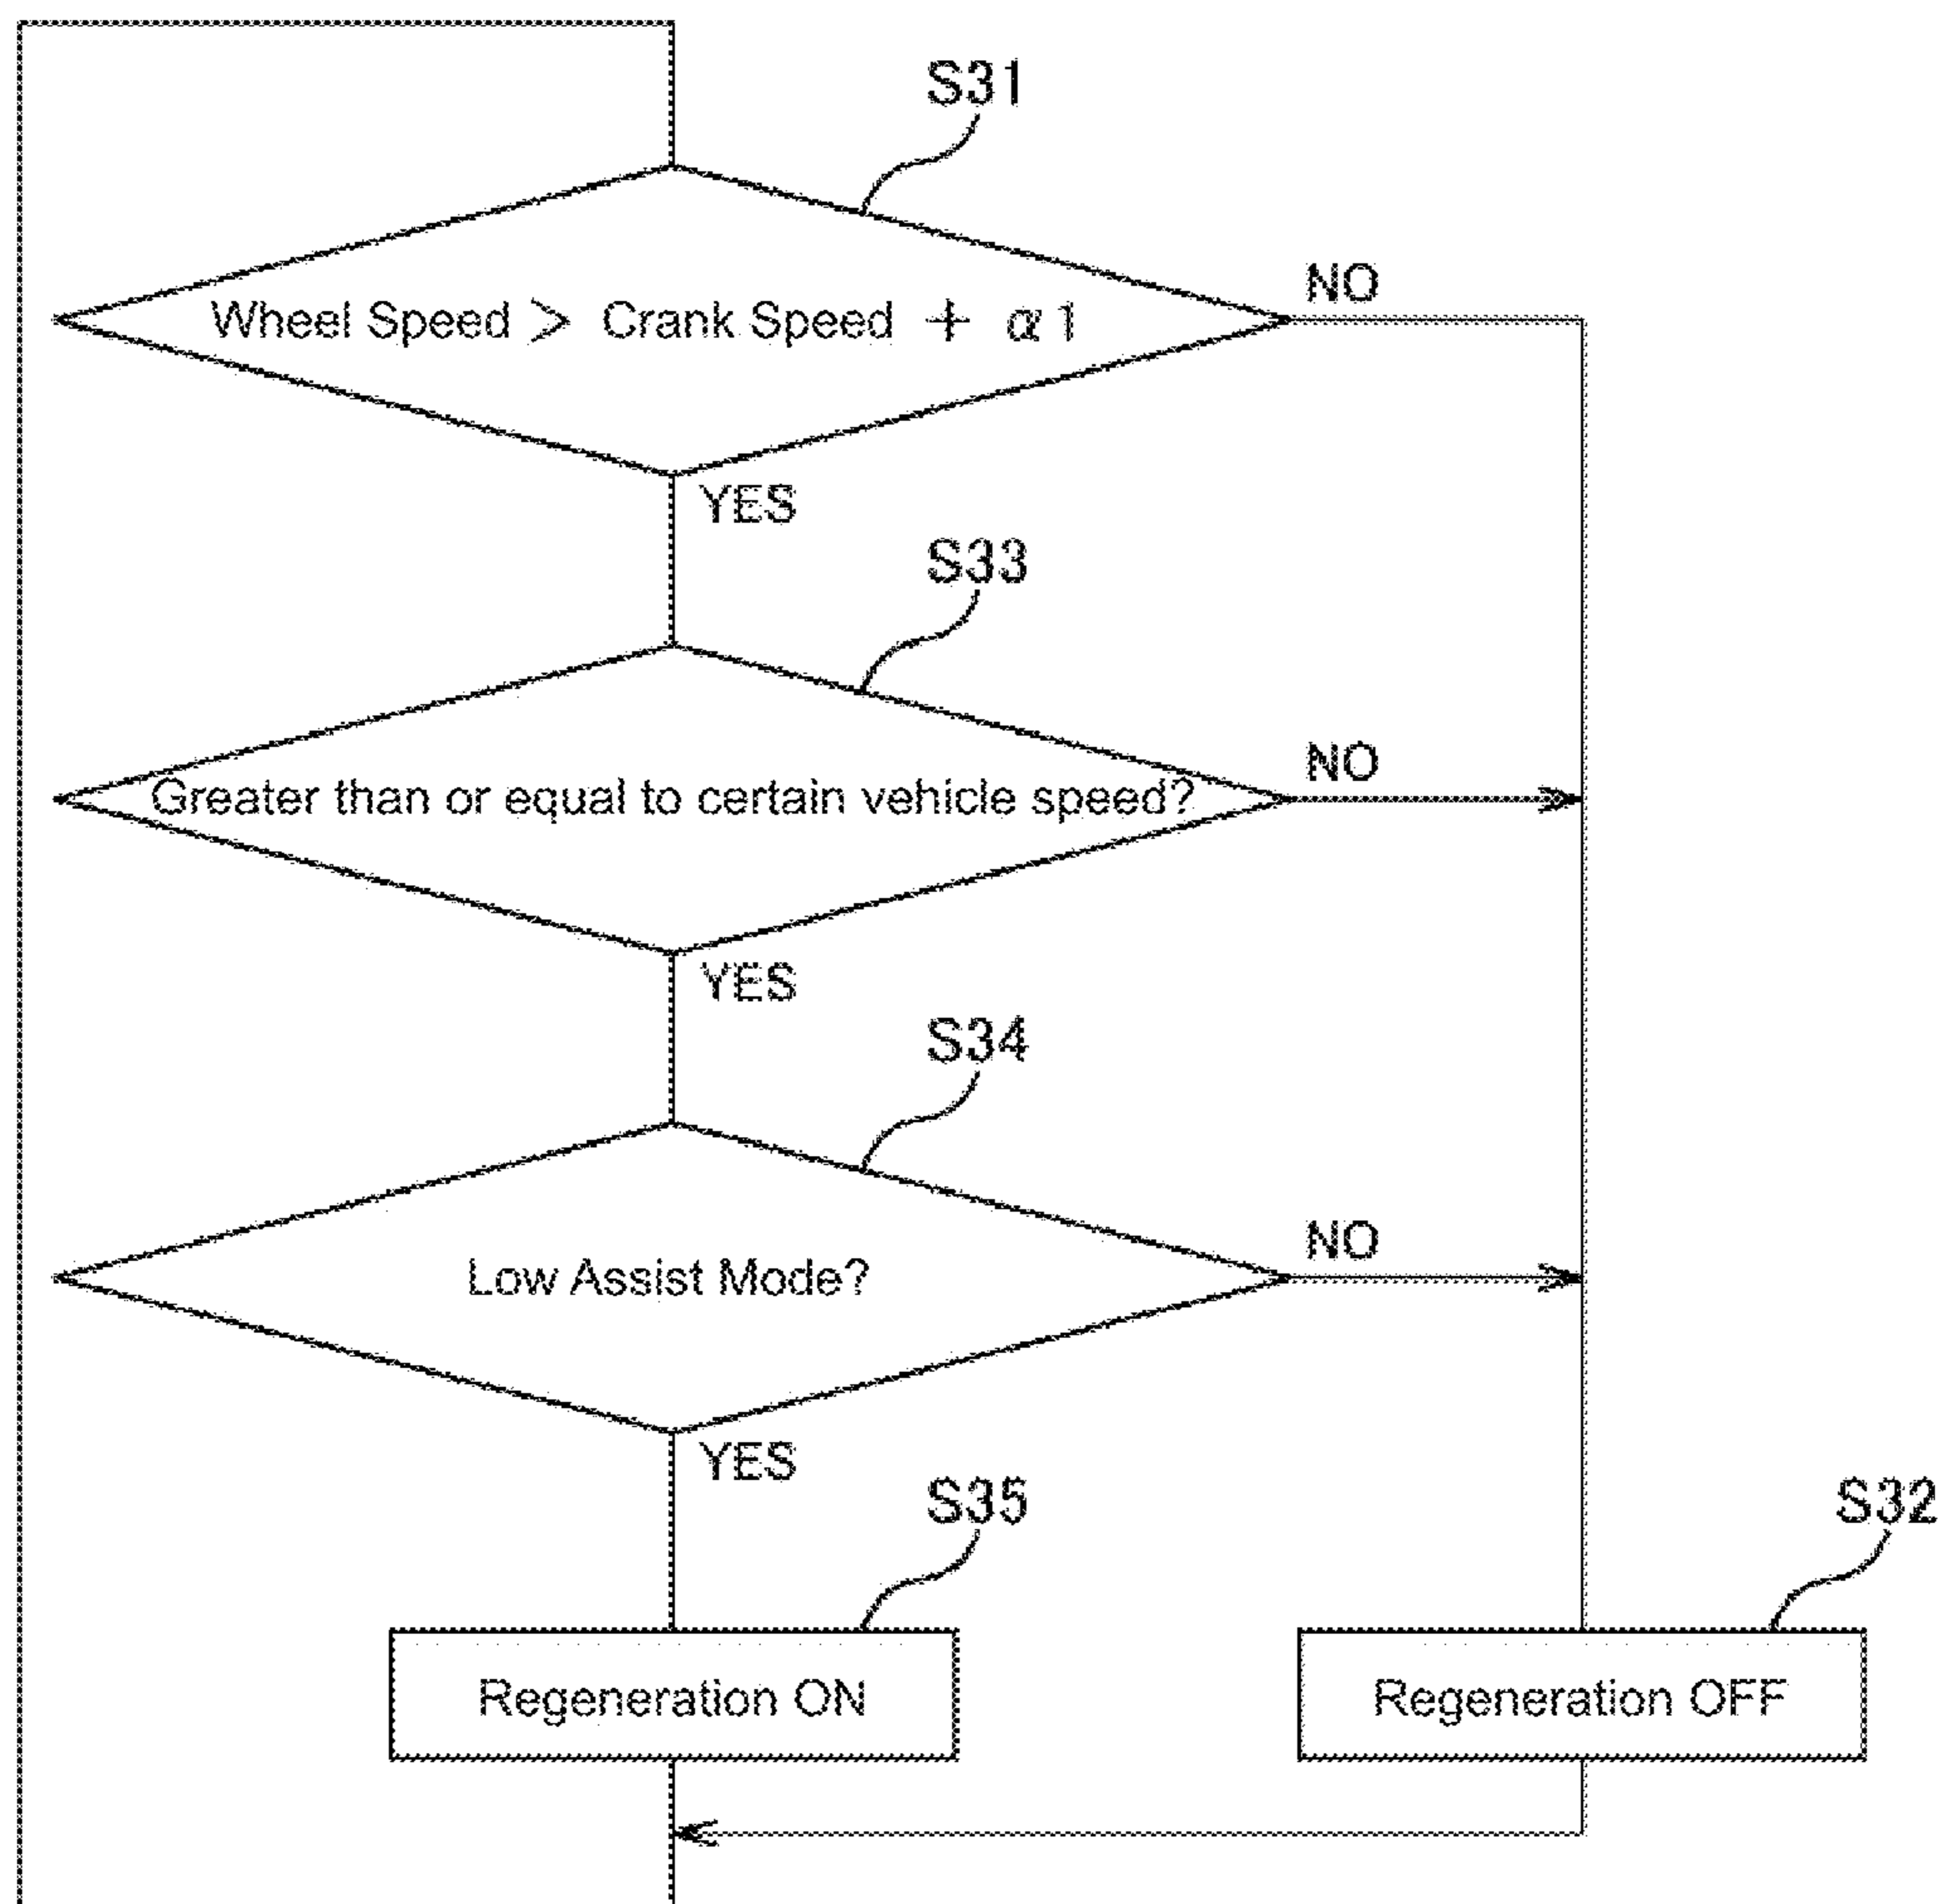 S31
Wheel Speed > Crank Speed + α1
NO
YES
S33
Greater than or equal to certain vehicle speed?
NO
YES
S34
Low Assist Mode?
NO
YES
S35
S32
Regeneration ON
Regeneration OFF